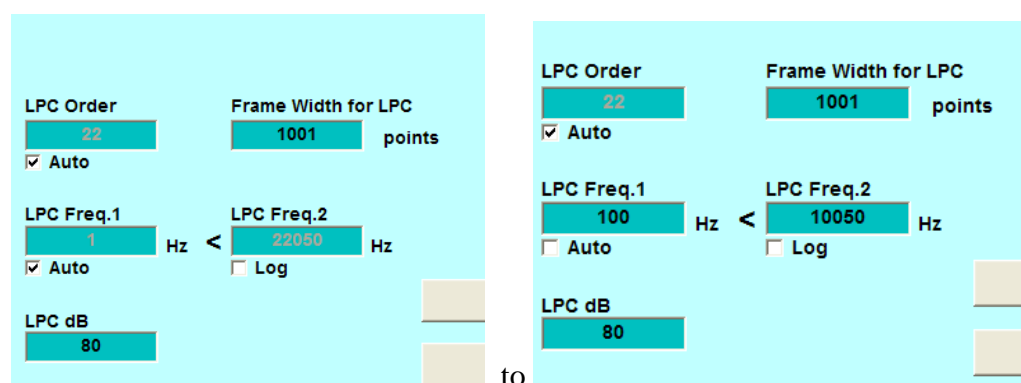 LPC Order Frame Width for LPC
22 1001 points
Auto
LPC Freq.1 LPC Freq.2
1 Hz < 22050 Hz
Auto Log
LPC dB
80
to
LPC Order Frame Width for LPC
22 1001 points
Auto
LPC Freq.1 LPC Freq.2
100 Hz < 10050 Hz
Auto Log
LPC dB
80